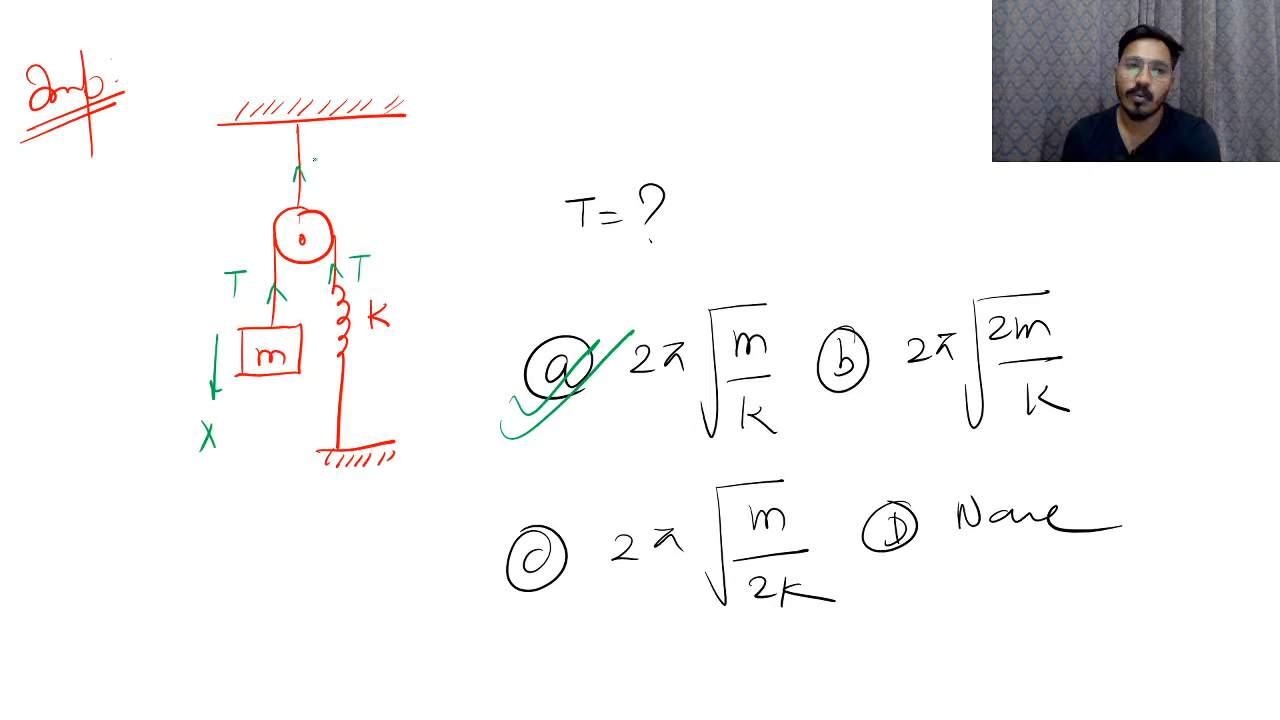 Imp.
T = ?
T
T
K
m
X
(a) 2π √(m/k) (b) 2π √(2m/k)
(c) 2π √(m/2k) (D) None